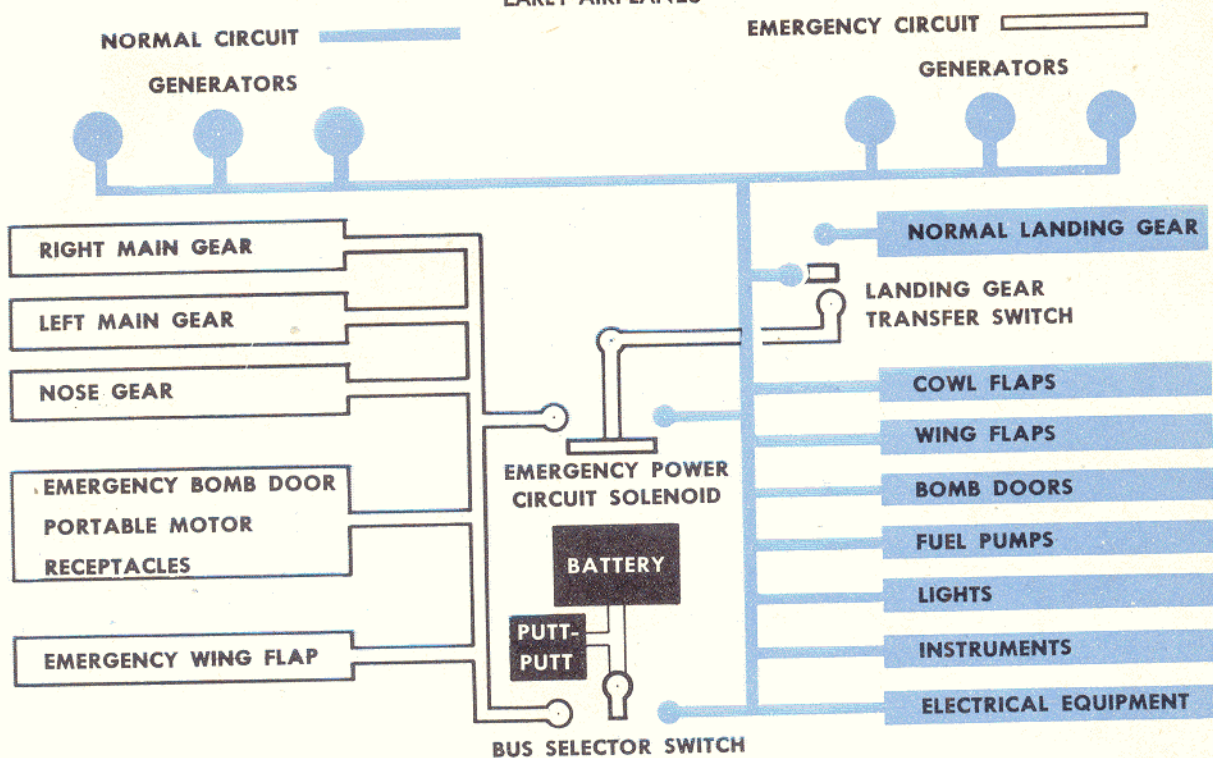 EARLY AIRPLANES
NORMAL CIRCUIT
EMERGENCY CIRCUIT
GENERATORS
GENERATORS
RIGHT MAIN GEAR
LEFT MAIN GEAR
NOSE GEAR
EMERGENCY BOMB DOOR
PORTABLE MOTOR
RECEPTACLES
EMERGENCY WING FLAP
EMERGENCY POWER
CIRCUIT SOLENOID
BATTERY
PUTT-
PUTT
BUS SELECTOR SWITCH
NORMAL LANDING GEAR
LANDING GEAR
TRANSFER SWITCH
COWL FLAPS
WING FLAPS
BOMB DOORS
FUEL PUMPS
LIGHTS
INSTRUMENTS
ELECTRICAL EQUIPMENT